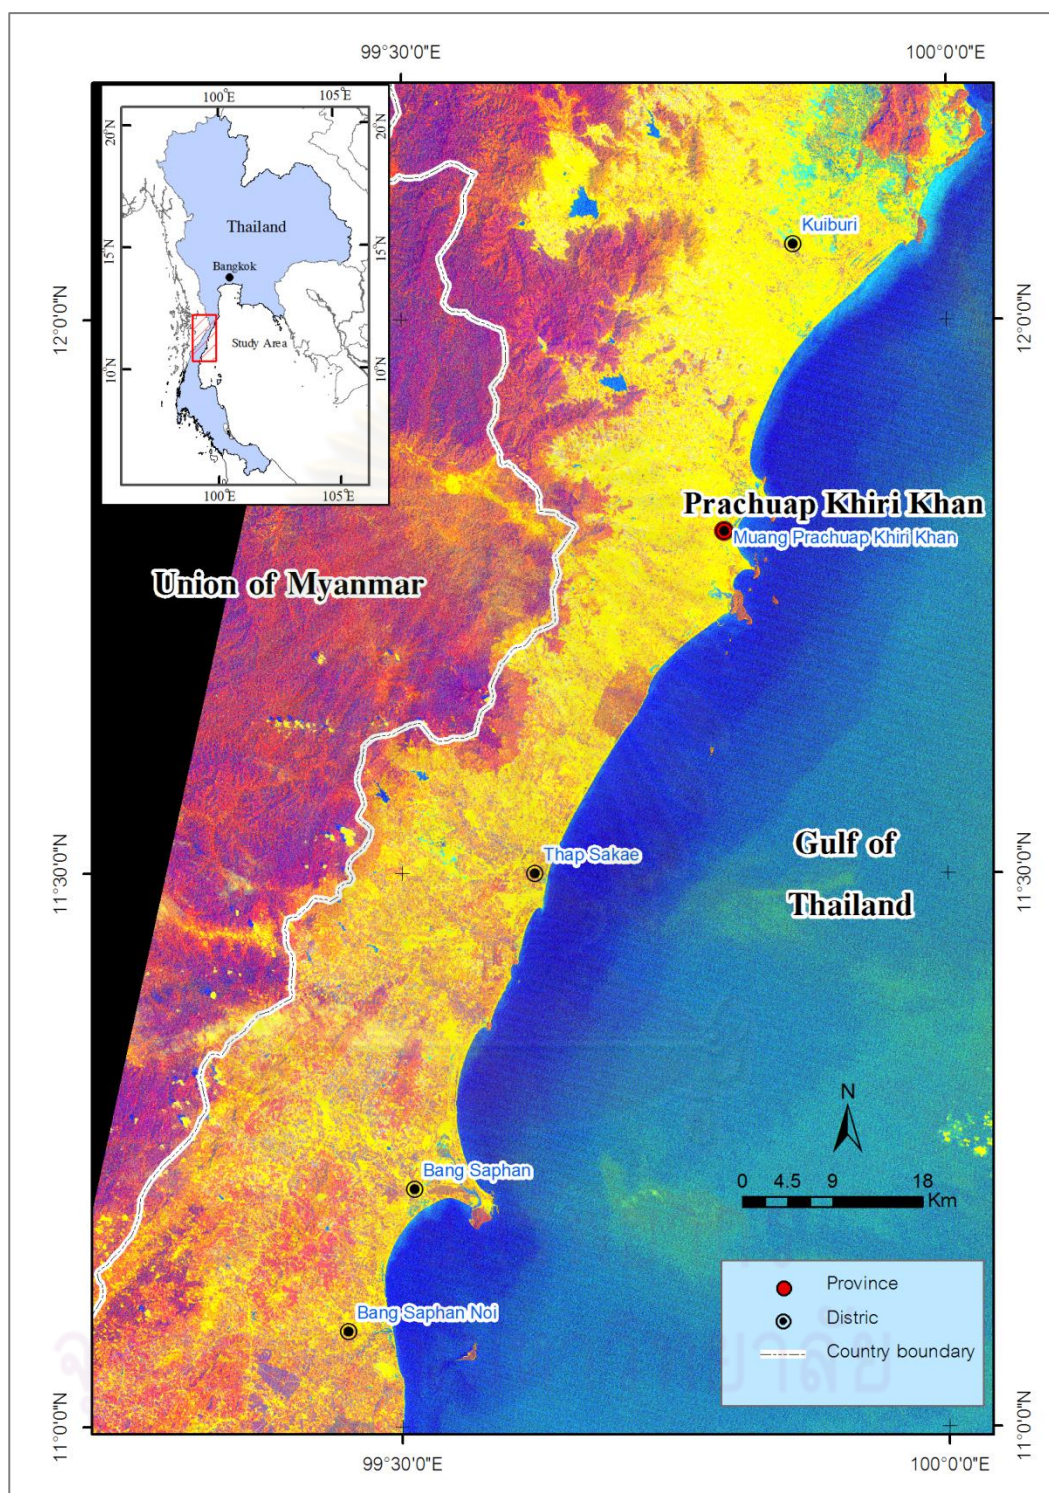 99°30'0"E
100°0'0"E
100°E
105°E
20°N
20°N
Thailand
Bangkok
15°N
15°N
Study Area
10°N
10°N
100°E
105°E
Kuiburi
12°0'0"N
12°0'0"N
Prachuap Khiri Khan
Muang Prachuap Khiri Khan
Union of Myanmar
Thap Sakae
Gulf of
Thailand
11°30'0"N
11°30'0"N
N
Bang Saphan
0 4.5 9 18
Km
Bang Saphan Noi
Province
Distric
Country boundary
11°0'0"N
11°0'0"N
99°30'0"E
100°0'0"E